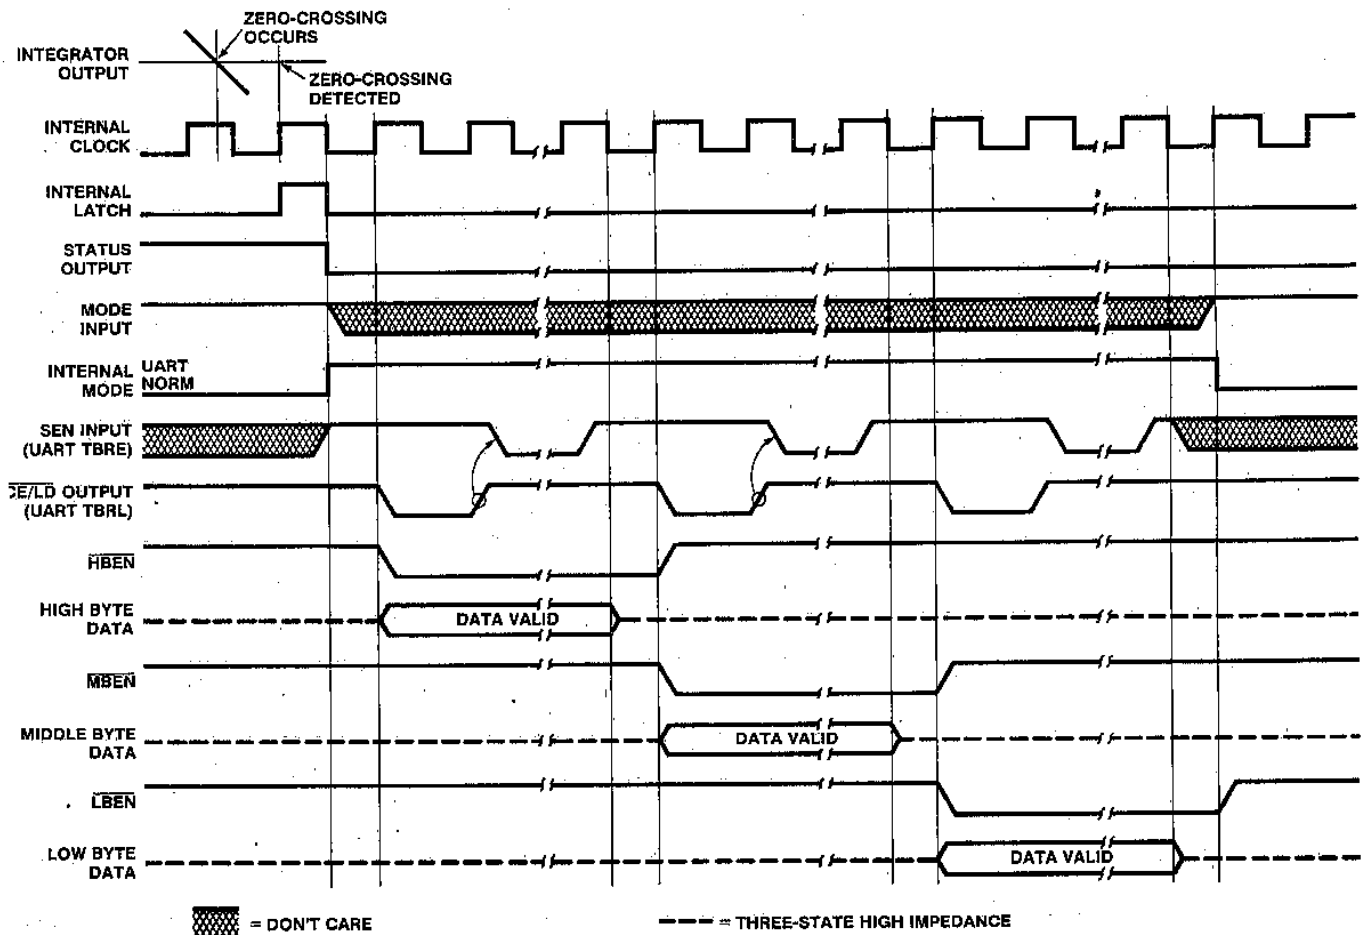 ZERO-CROSSING
OCCURS
INTEGRATOR
OUTPUT
ZERO-CROSSING
DETECTED
INTERNAL
CLOCK
INTERNAL
LATCH
STATUS
OUTPUT
MODE
INPUT
INTERNAL
MODE
UART
NORM
SEN INPUT
(UART TBRE)
CE/LD OUTPUT
(UART TBRL)
HBEN
HIGH BYTE
DATA
DATA VALID
MBEN
MIDDLE BYTE
DATA
DATA VALID
LBEN
LOW BYTE
DATA
DATA VALID
= DON'T CARE
= THREE-STATE HIGH IMPEDANCE